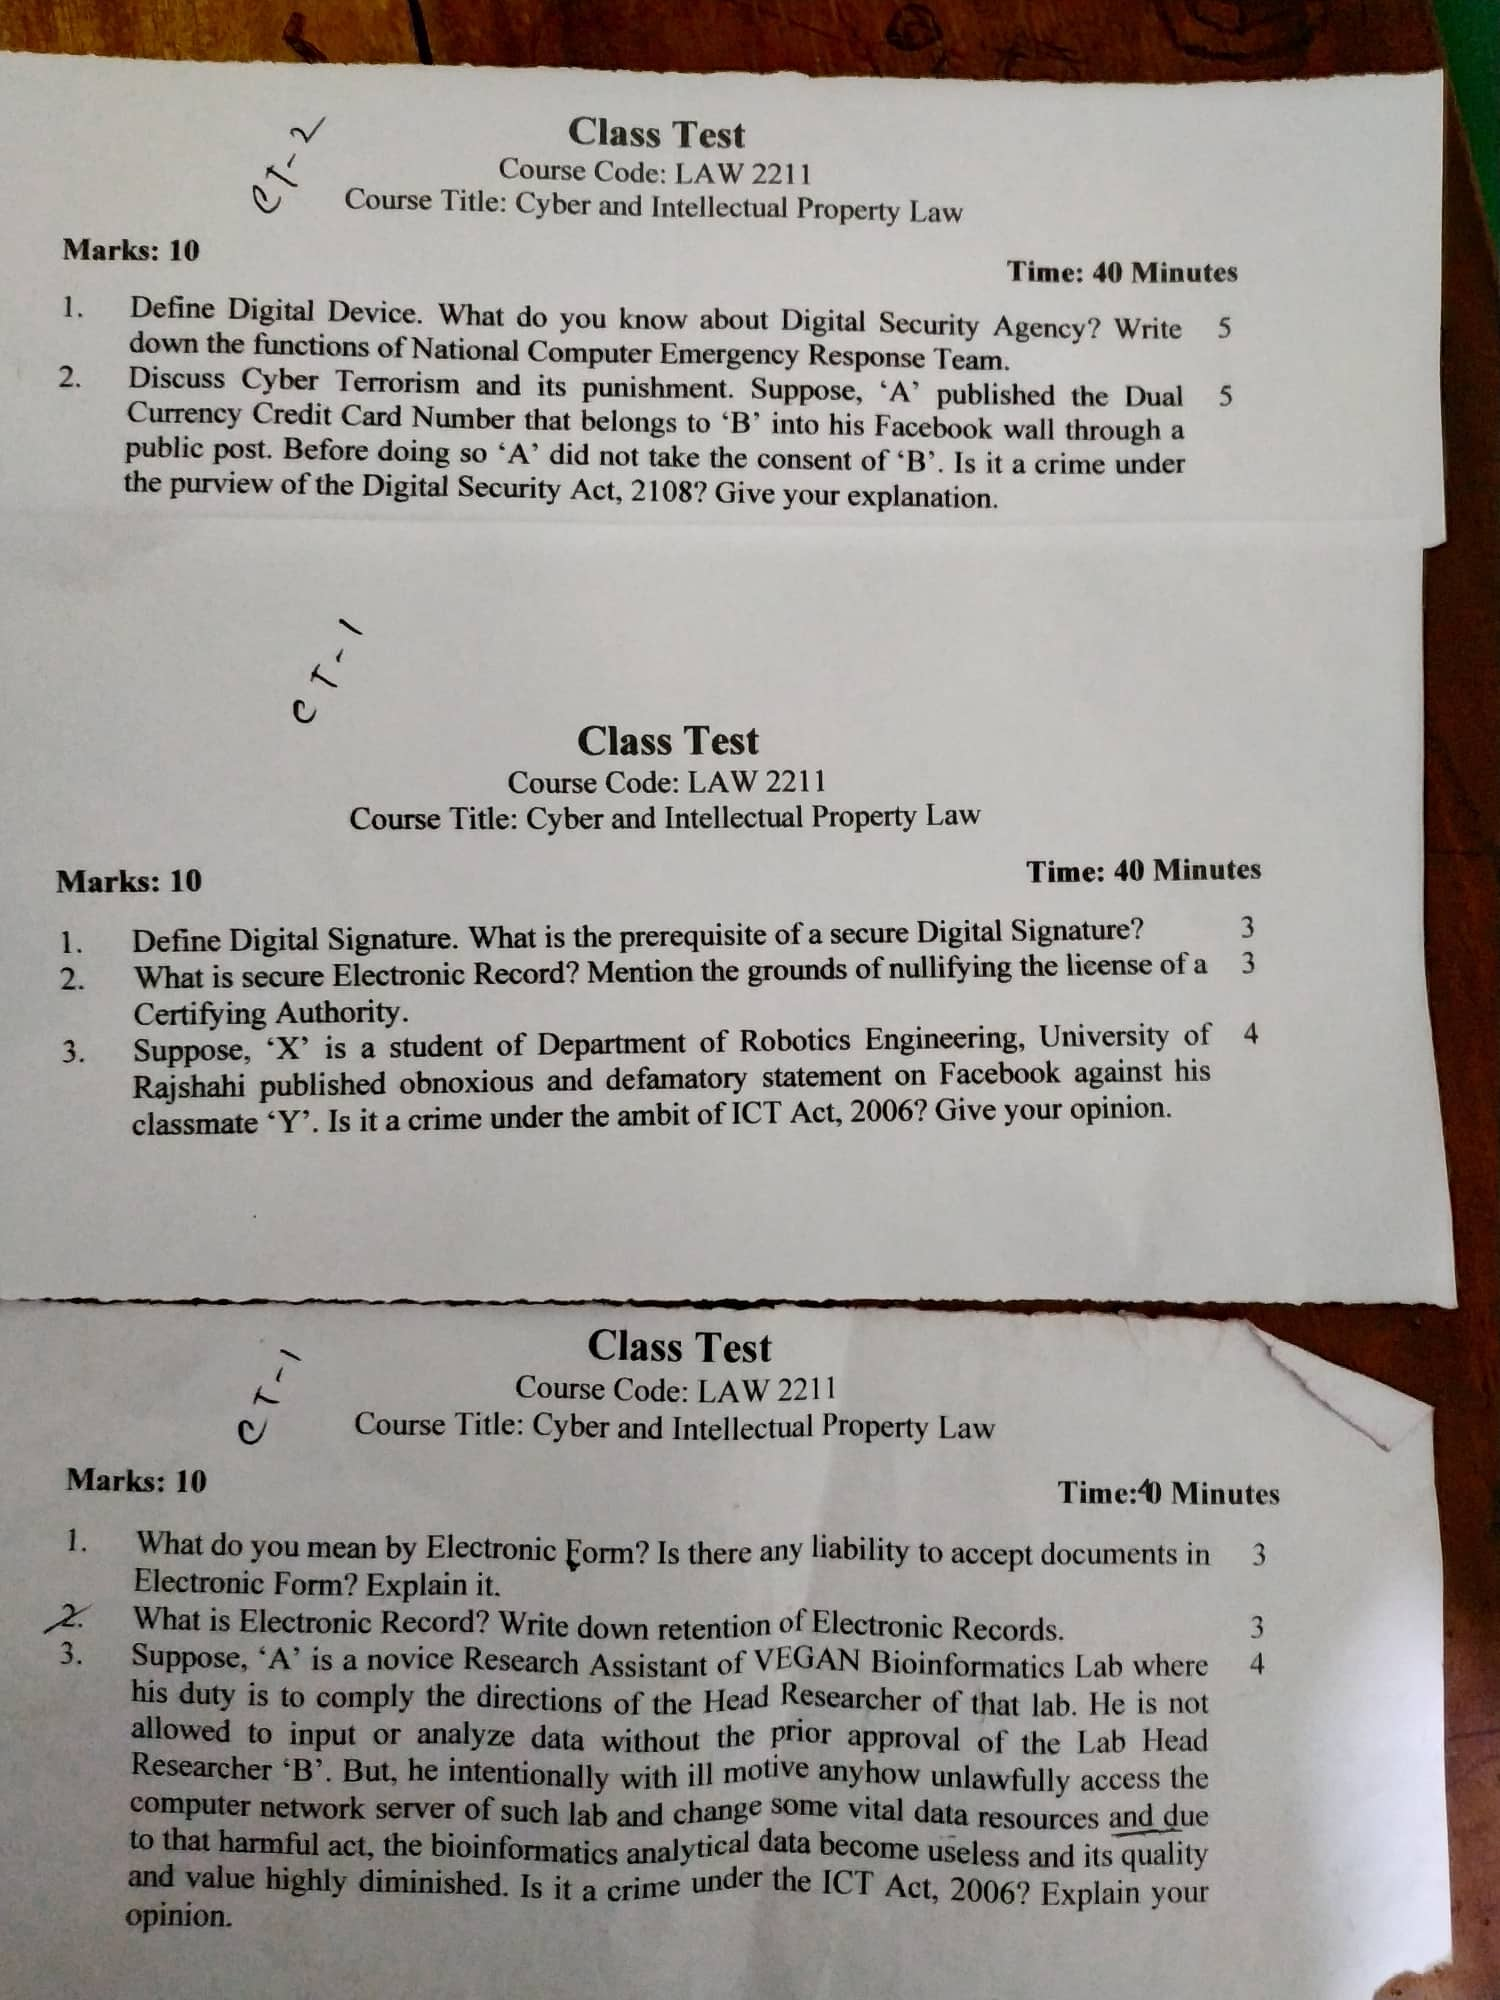 CT-2
Class Test
Course Code: LAW 2211
Course Title: Cyber and Intellectual Property Law
Marks: 10
Time: 40 Minutes
1. Define Digital Device. What do you know about Digital Security Agency? Write 5
down the functions of National Computer Emergency Response Team.
2. Discuss Cyber Terrorism and its punishment. Suppose, ‘A’ published the Dual 5
Currency Credit Card Number that belongs to ‘B’ into his Facebook wall through a
public post. Before doing so ‘A’ did not take the consent of ‘B’. Is it a crime under
the purview of the Digital Security Act, 2108? Give your explanation.
CT-1
Class Test
Course Code: LAW 2211
Course Title: Cyber and Intellectual Property Law
Marks: 10
Time: 40 Minutes
1. Define Digital Signature. What is the prerequisite of a secure Digital Signature? 3
2. What is secure Electronic Record? Mention the grounds of nullifying the license of a 3
Certifying Authority.
3. Suppose, ‘X’ is a student of Department of Robotics Engineering, University of 4
Rajshahi published obnoxious and defamatory statement on Facebook against his
classmate ‘Y’. Is it a crime under the ambit of ICT Act, 2006? Give your opinion.
CT-1
Class Test
Course Code: LAW 2211
Course Title: Cyber and Intellectual Property Law
Marks: 10
Time:40 Minutes
1. What do you mean by Electronic Form? Is there any liability to accept documents in 3
Electronic Form? Explain it.
2. What is Electronic Record? Write down retention of Electronic Records. 3
3. Suppose, ‘A’ is a novice Research Assistant of VEGAN Bioinformatics Lab where 4
his duty is to comply the directions of the Head Researcher of that lab. He is not
allowed to input or analyze data without the prior approval of the Lab Head
Researcher ‘B’. But, he intentionally with ill motive anyhow unlawfully access the
computer network server of such lab and change some vital data resources and due
to that harmful act, the bioinformatics analytical data become useless and its quality
and value highly diminished. Is it a crime under the ICT Act, 2006? Explain your
opinion.